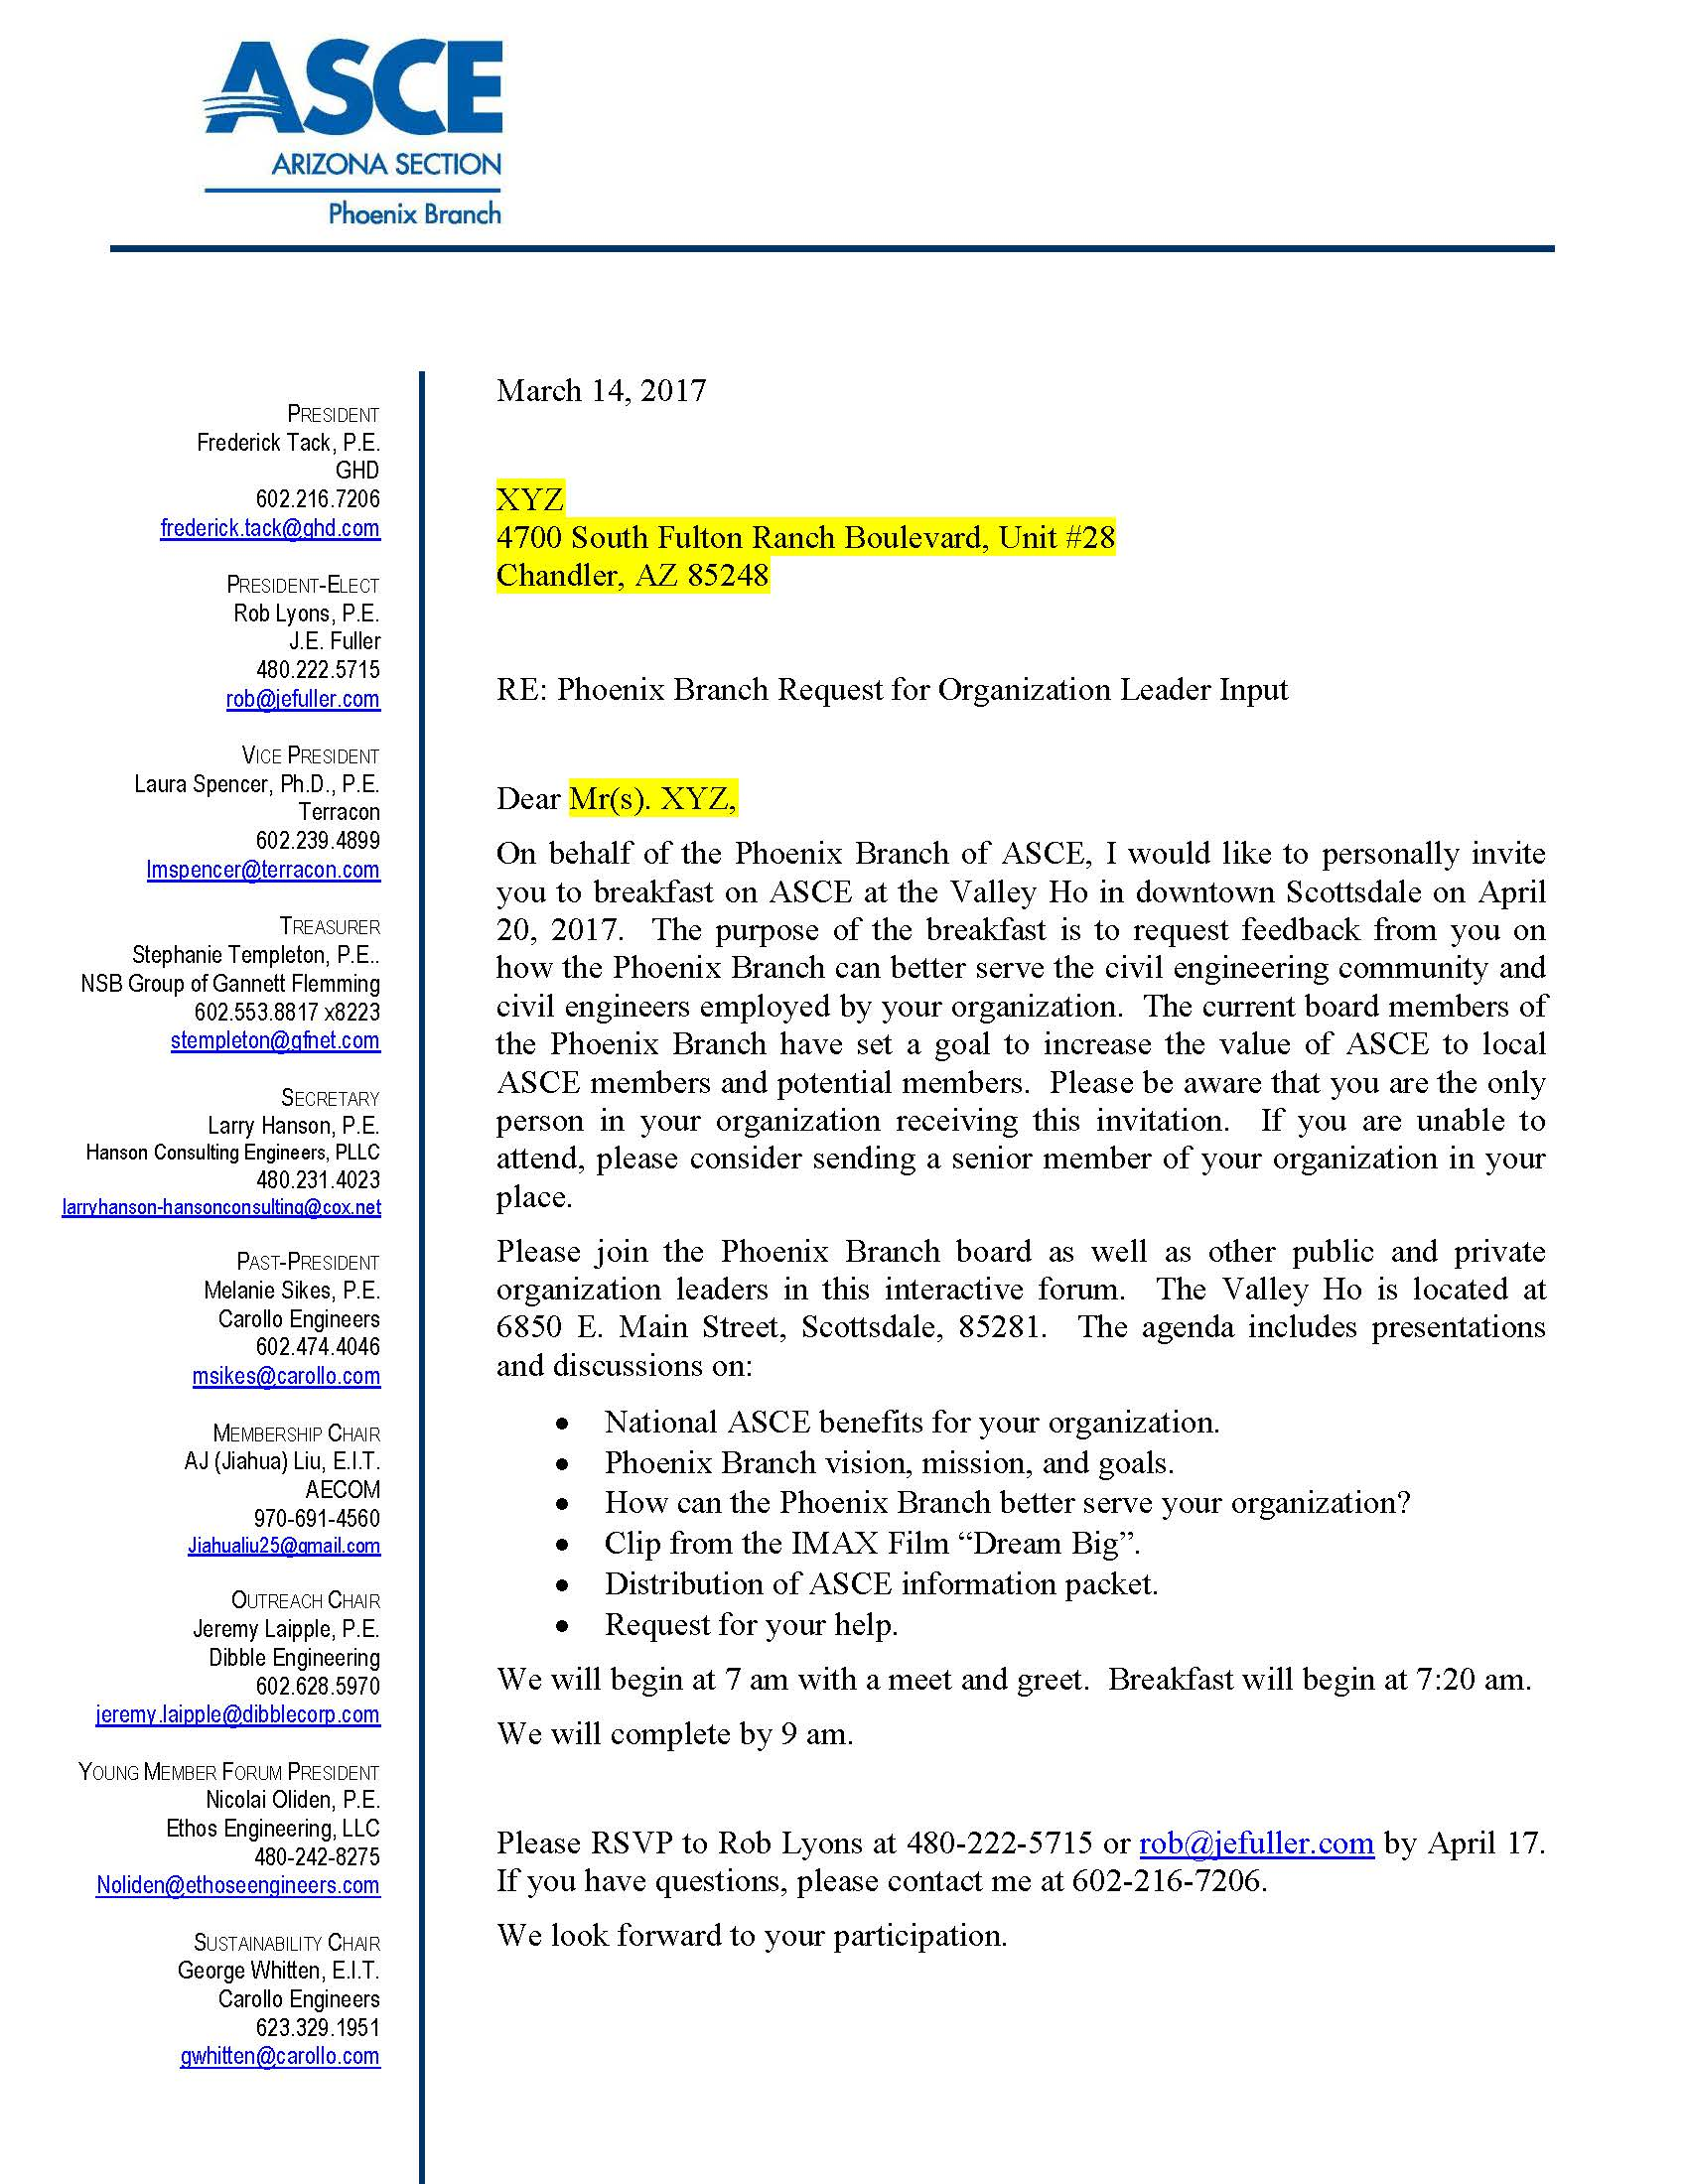 ASCE
ARIZONA SECTION
Phoenix Branch
PRESIDENT
Frederick Tack, P.E.
GHD
602.216.7206
frederick.tack@ghd.com
PRESIDENT-ELECT
Rob Lyons, P.E.
J.E. Fuller
480.222.5715
rob@jefuller.com
VICE PRESIDENT
Laura Spencer, Ph.D., P.E.
Terracon
602.239.4899
lmspencer@terracon.com
TREASURER
Stephanie Templeton, P.E..
NSB Group of Gannett Flemming
602.553.8817 x8223
stempleton@gfnet.com
SECRETARY
Larry Hanson, P.E.
Hanson Consulting Engineers, PLLC
480.231.4023
larryhanson-hansonconsulting@cox.net
PAST-PRESIDENT
Melanie Sikes, P.E.
Carollo Engineers
602.474.4046
msikes@carollo.com
MEMBERSHIP CHAIR
AJ (Jiahua) Liu, E.I.T.
AECOM
970-691-4560
Jiahualiu25@gmail.com
OUTREACH CHAIR
Jeremy Laipple, P.E.
Dibble Engineering
602.628.5970
jeremy.laipple@dibblecorp.com
YOUNG MEMBER FORUM PRESIDENT
Nicolai Oliden, P.E.
Ethos Engineering, LLC
480-242-8275
Noliden@ethoseengineers.com
SUSTAINABILITY CHAIR
George Whitten, E.I.T.
Carollo Engineers
623.329.1951
gwhitten@carollo.com
March 14, 2017
XYZ
4700 South Fulton Ranch Boulevard, Unit #28
Chandler, AZ 85248
RE: Phoenix Branch Request for Organization Leader Input
Dear Mr(s). XYZ,
On behalf of the Phoenix Branch of ASCE, I would like to personally invite
you to breakfast on ASCE at the Valley Ho in downtown Scottsdale on April
20, 2017. The purpose of the breakfast is to request feedback from you on
how the Phoenix Branch can better serve the civil engineering community and
civil engineers employed by your organization. The current board members of
the Phoenix Branch have set a goal to increase the value of ASCE to local
ASCE members and potential members. Please be aware that you are the only
person in your organization receiving this invitation. If you are unable to
attend, please consider sending a senior member of your organization in your
place.
Please join the Phoenix Branch board as well as other public and private
organization leaders in this interactive forum. The Valley Ho is located at
6850 E. Main Street, Scottsdale, 85281. The agenda includes presentations
and discussions on:
• National ASCE benefits for your organization.
• Phoenix Branch vision, mission, and goals.
• How can the Phoenix Branch better serve your organization?
• Clip from the IMAX Film “Dream Big”.
• Distribution of ASCE information packet.
• Request for your help.
We will begin at 7 am with a meet and greet. Breakfast will begin at 7:20 am.
We will complete by 9 am.
Please RSVP to Rob Lyons at 480-222-5715 or rob@jefuller.com by April 17.
If you have questions, please contact me at 602-216-7206.
We look forward to your participation.